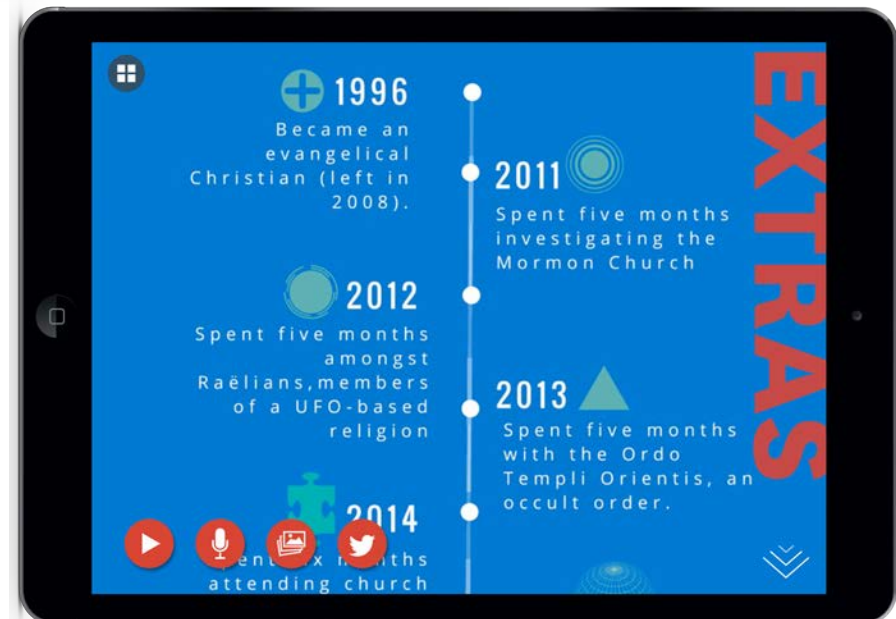 1996
Became an
evangelical
Christian (left in
2008).
2011
Spent five months
investigating the
Mormon Church
2012
Spent five months
amongst
Raëlians,members
of a UFO-based
religion
2013
Spent five months
with the Ordo
Templi Orientis, an
occult order.
2014
attending church
EXTRAS